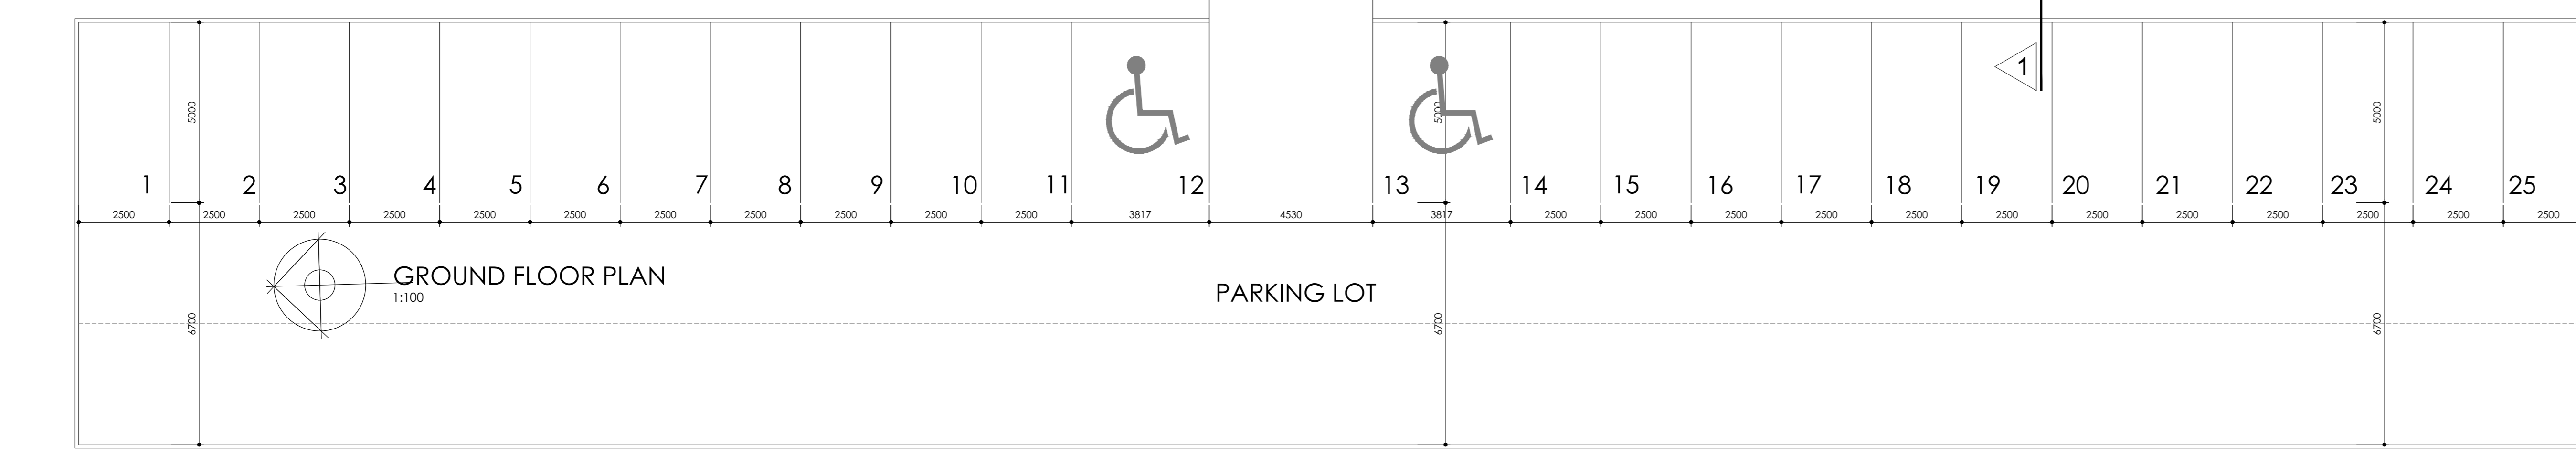 1
5000 5000 5000
1 2 3 4 5 6 7 8 9 10 11 12 13 14 15 16 17 18 19 20 21 22 23 24 25
2500 2500 2500 2500 2500 2500 2500 2500 2500 2500 2500 3817 4530 3817 2500 2500 2500 2500 2500 2500 2500 2500 2500 2500 2500 2500
GROUND FLOOR PLAN
1:100
PARKING LOT
6700 6700 6700